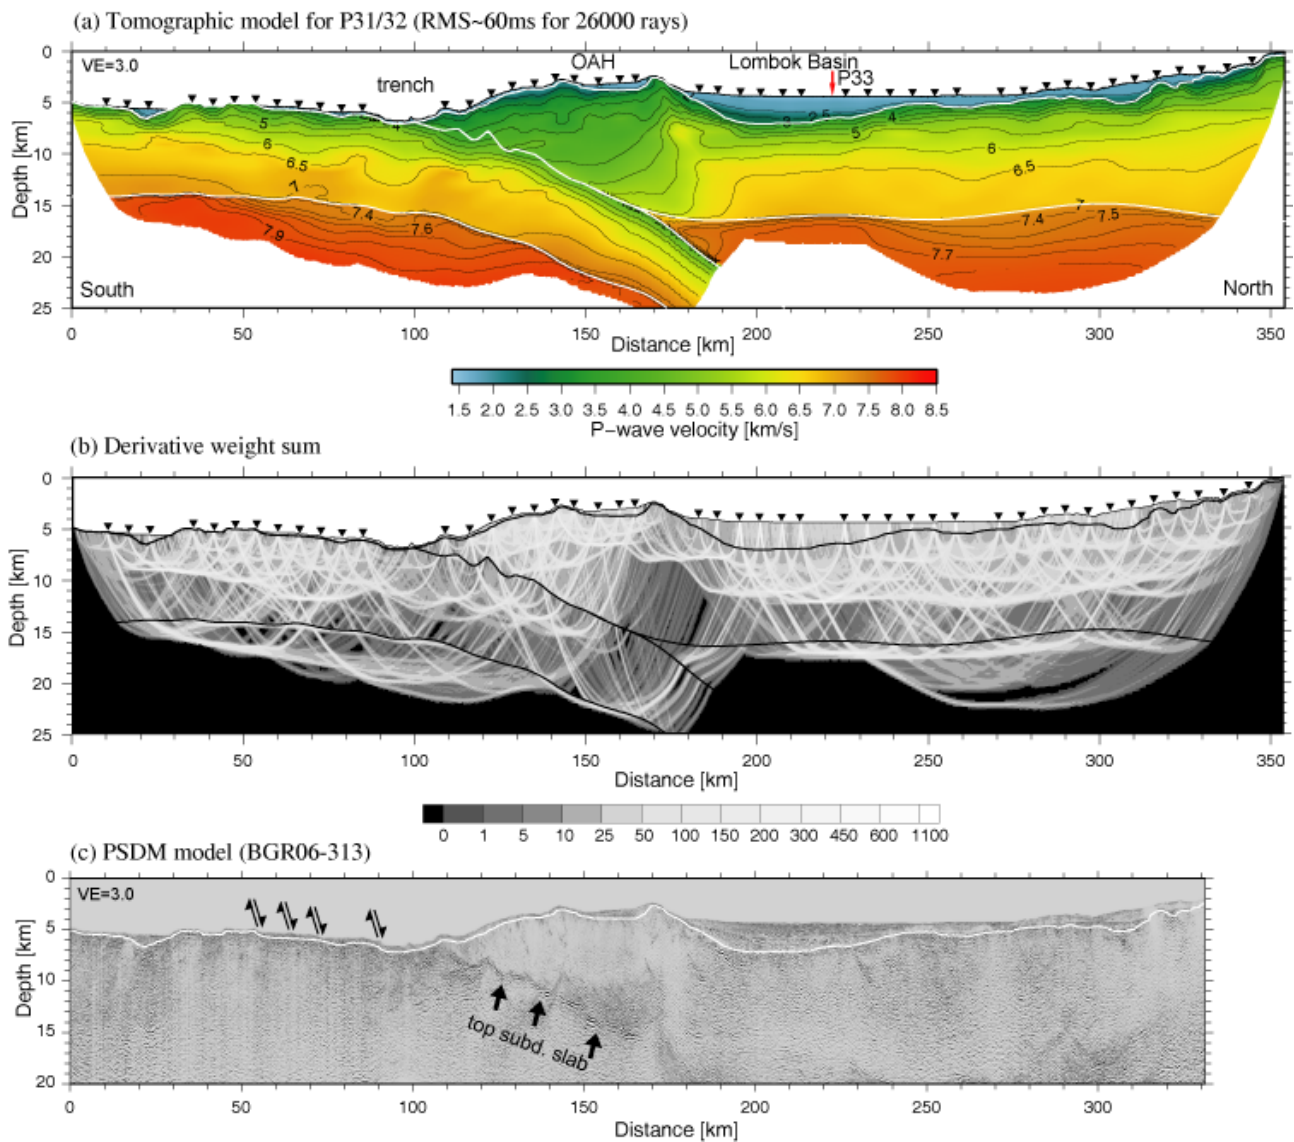 (a) Tomographic model for P31/32 (RMS~60ms for 26000 rays)
VE=3.0
trench
OAH
Lombok Basin
P33
0
5
10
15
20
25
Depth [km]
5
4
6
6.5
7
7.4
7.6
7.9
3
2.5
4
5
6
6.5
7
7.4
7.5
7.7
South
North
0 50 100 150 200 250 300 350
Distance [km]
1.5 2.0 2.5 3.0 3.5 4.0 4.5 5.0 5.5 6.0 6.5 7.0 7.5 8.0 8.5
P-wave velocity [km/s]
(b) Derivative weight sum
0
5
10
15
20
25
Depth [km]
0 50 100 150 200 250 300 350
Distance [km]
0 1 5 10 25 50 100 150 200 300 450 600 1100
(c) PSDM model (BGR06-313)
VE=3.0
0
5
10
15
20
Depth [km]
top subd. slab
0 50 100 150 200 250 300
Distance [km]